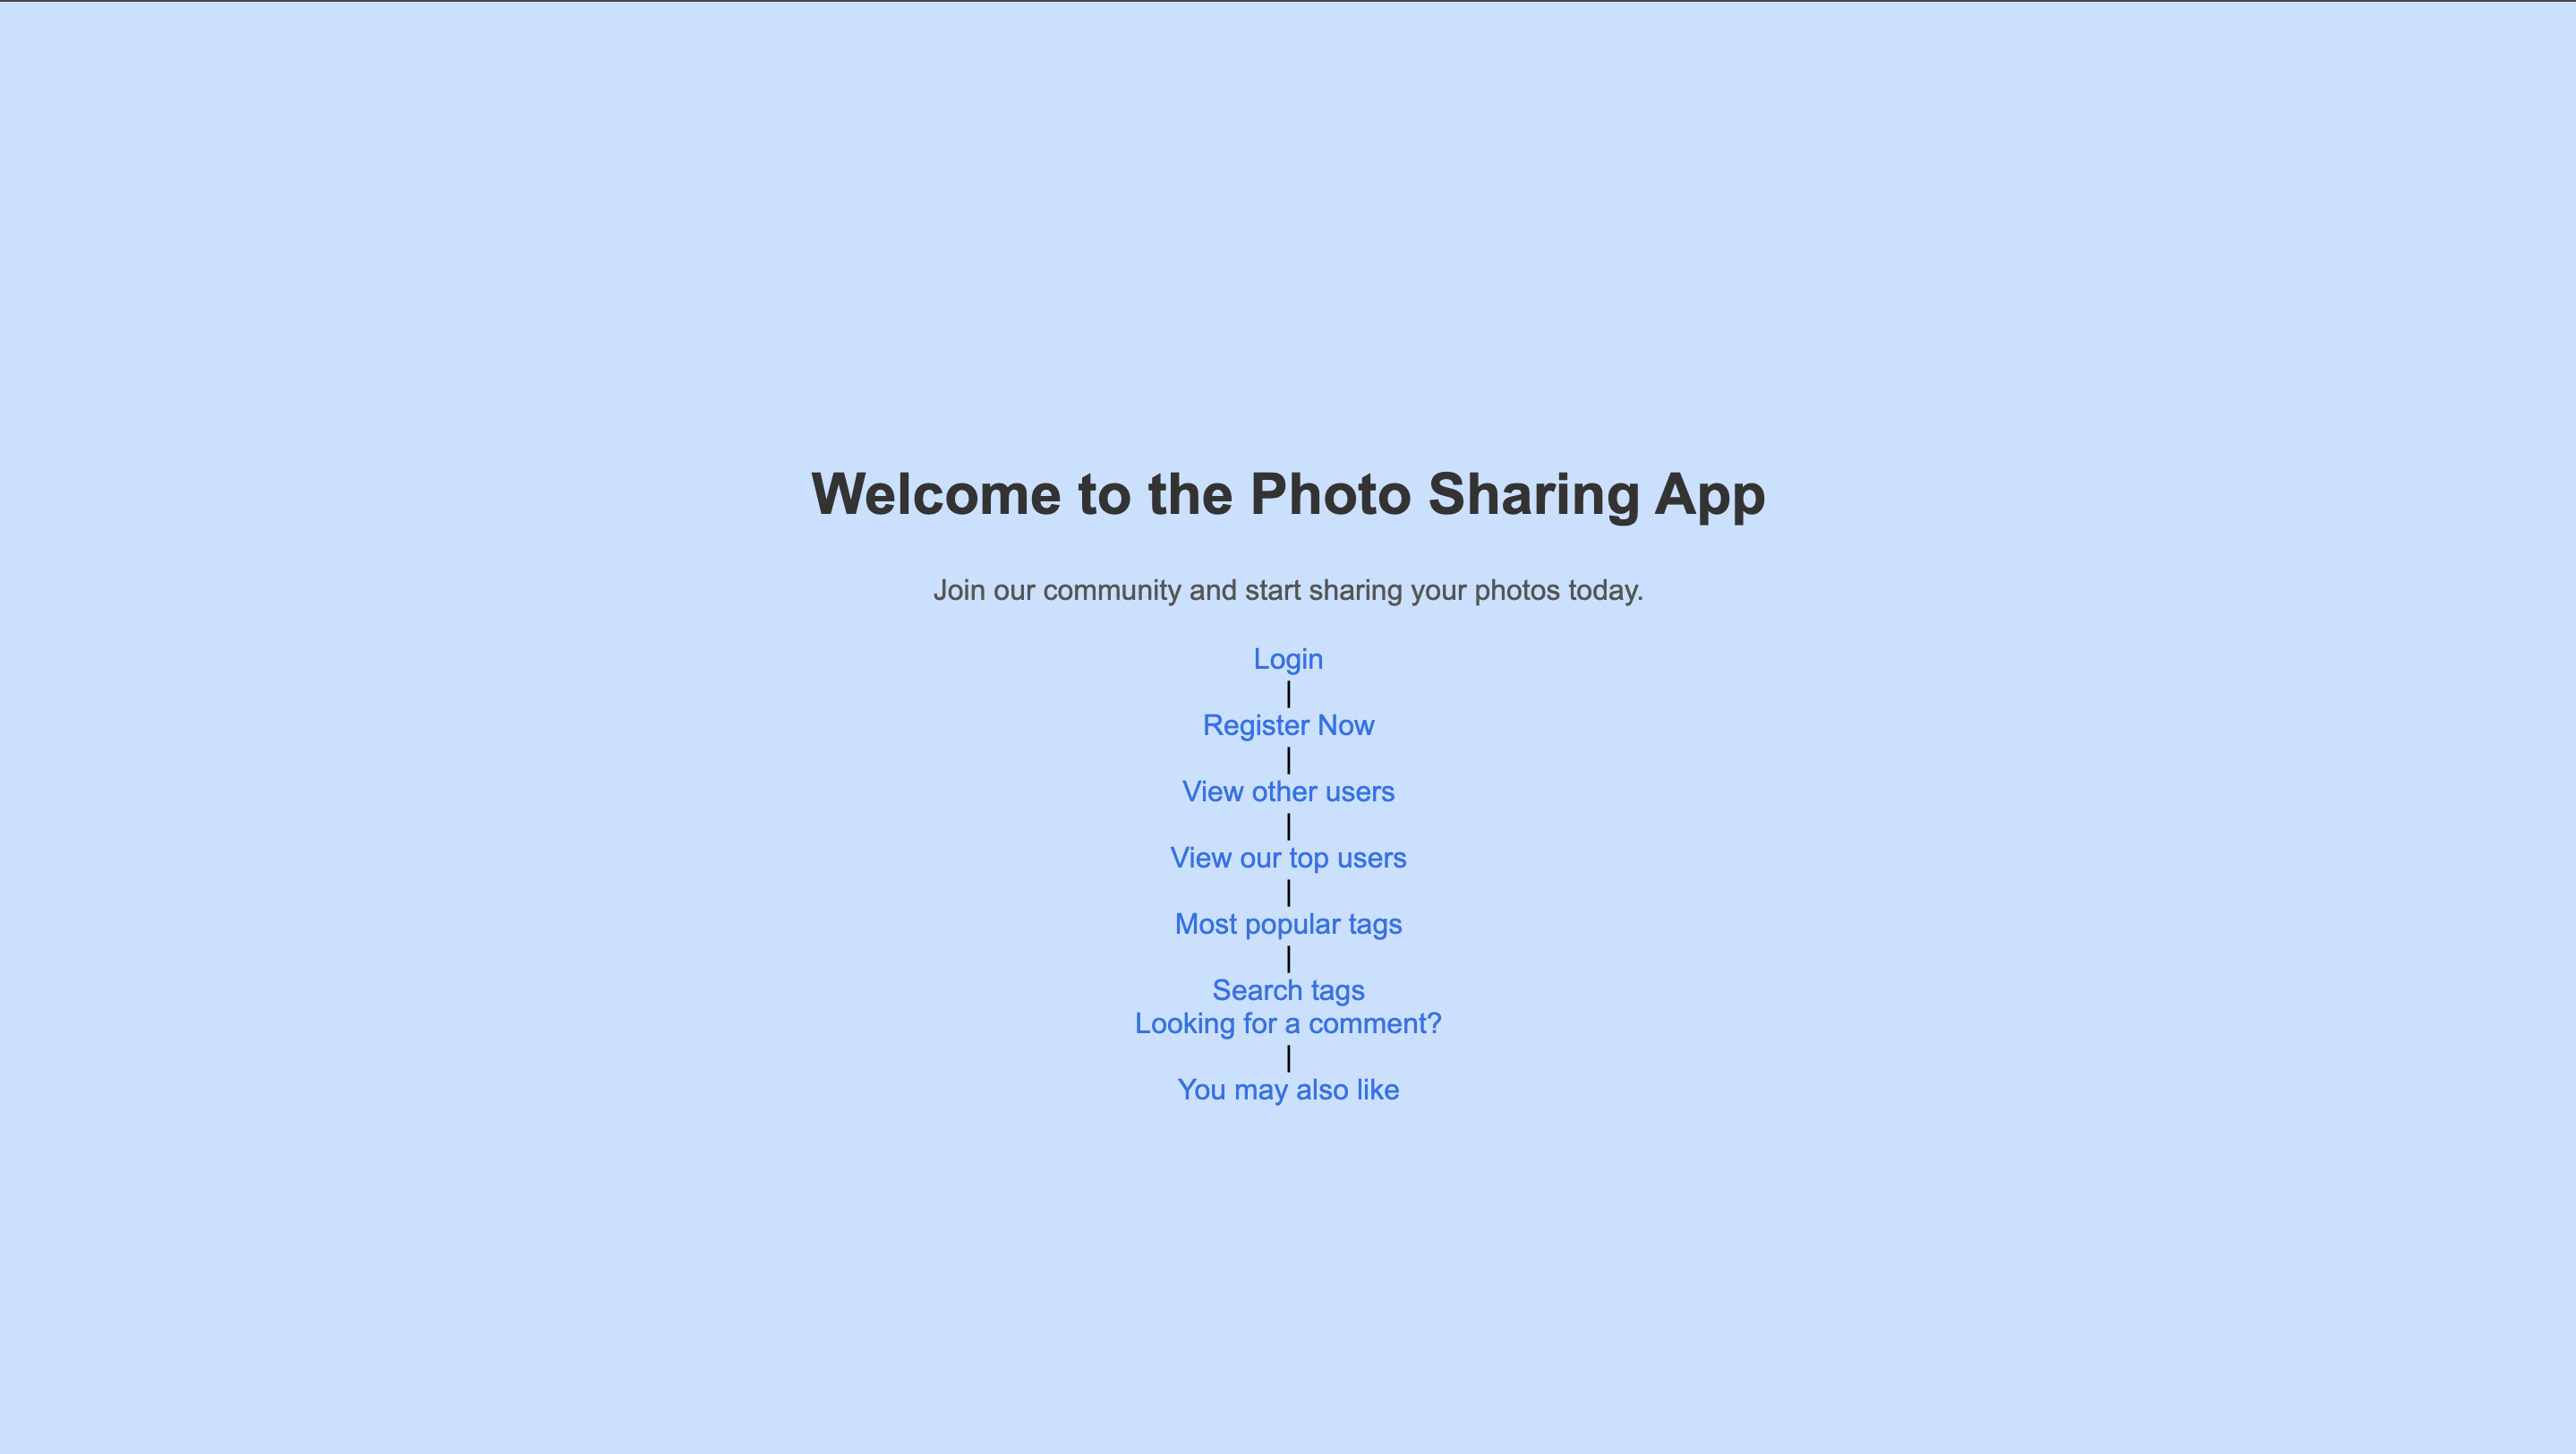 Welcome to the Photo Sharing App
Join our community and start sharing your photos today.
Login
|
Register Now
|
View other users
|
View our top users
|
Most popular tags
|
Search tags
Looking for a comment?
|
You may also like